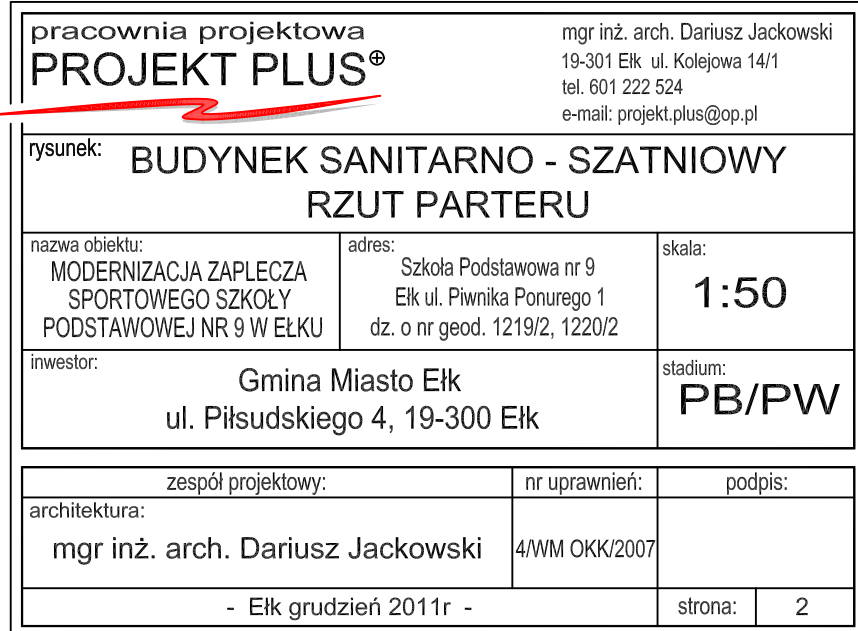 pracownia projektowa
PROJEKT PLUS⊕
mgr inż. arch. Dariusz Jackowski
19-301 Ełk ul. Kolejowa 14/1
tel. 601 222 524
e-mail: projekt.plus@op.pl
rysunek:
BUDYNEK SANITARNO - SZATNIOWY
RZUT PARTERU
nazwa obiektu:
MODERNIZACJA ZAPLECZA
SPORTOWEGO SZKOŁY
PODSTAWOWEJ NR 9 W EŁKU
adres:
Szkoła Podstawowa nr 9
Ełk ul. Piwnika Ponurego 1
dz. o nr geod. 1219/2, 1220/2
skala:
1:50
inwestor:
Gmina Miasto Ełk
ul. Piłsudskiego 4, 19-300 Ełk
stadium:
PB/PW
zespół projektowy:
nr uprawnień:
podpis:
architektura:
mgr inż. arch. Dariusz Jackowski
4/WM OKK/2007
- Ełk grudzień 2011r -
strona:
2